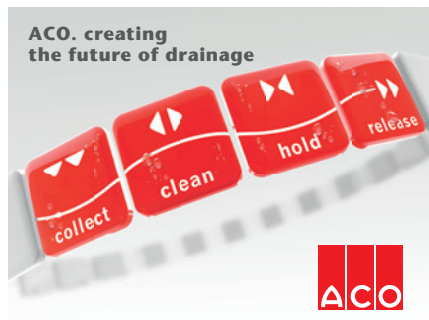 ACO. creating
the future of drainage
collect
clean
hold
release
ACO